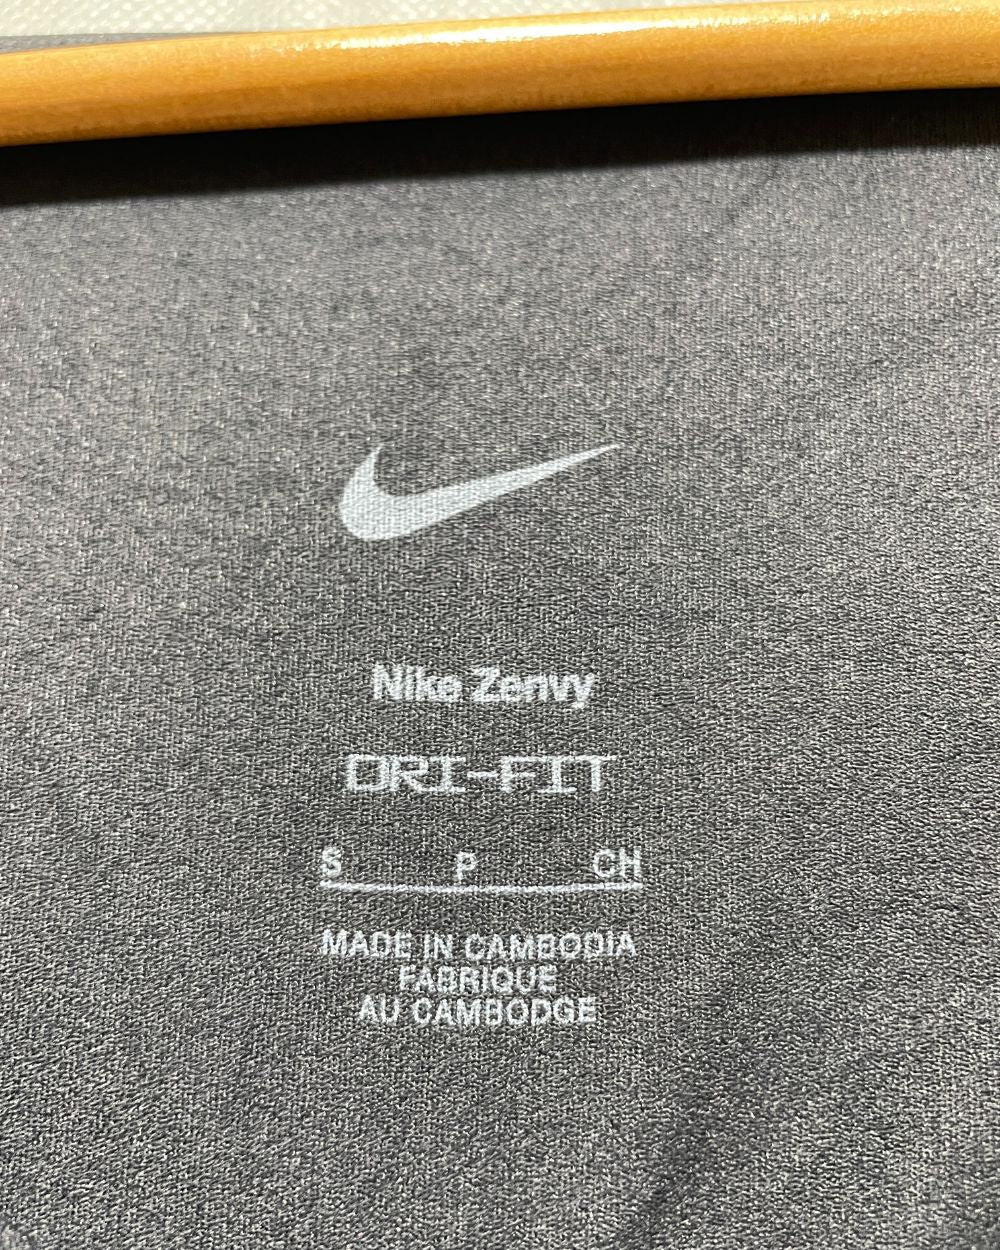 Nike Zenvy
DRI-FIT
S P CH
MADE IN CAMBODIA
FABRIQUE
AU CAMBODGE